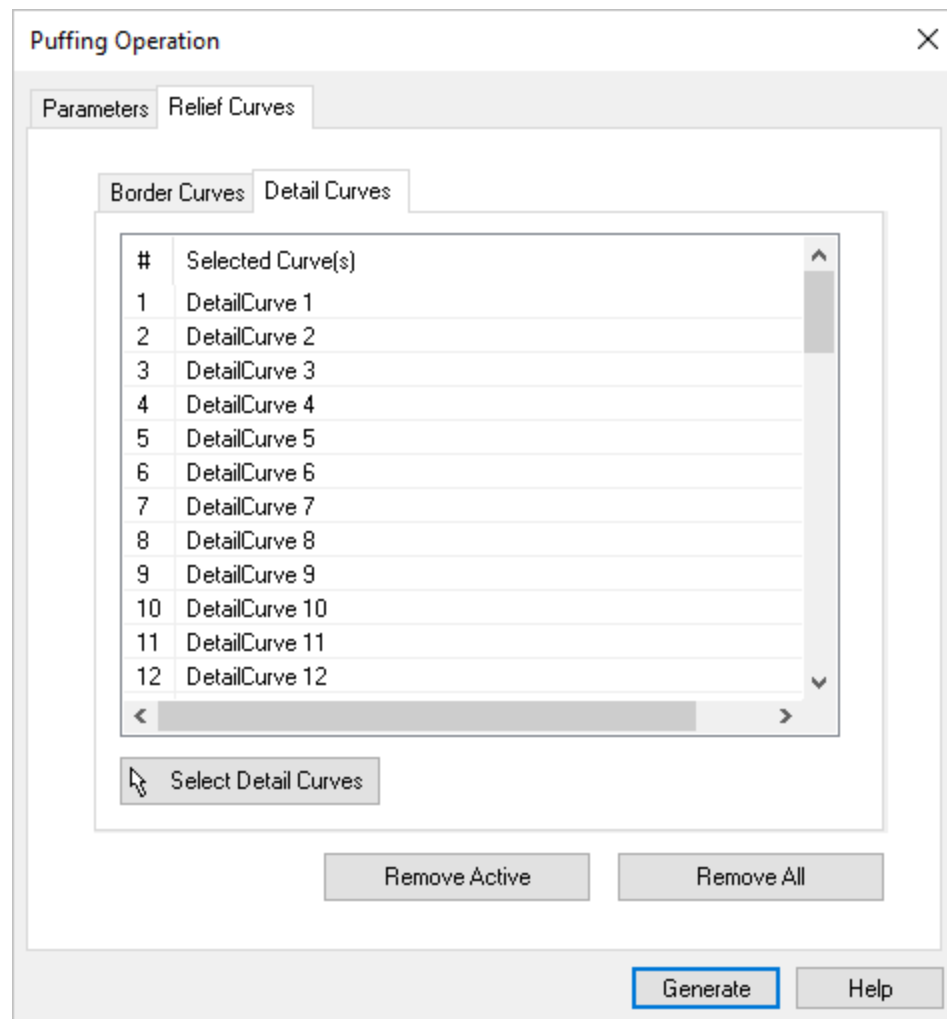 Puffing Operation
Parameters Relief Curves
Border Curves Detail Curves
# Selected Curve(s)
1 DetailCurve 1
2 DetailCurve 2
3 DetailCurve 3
4 DetailCurve 4
5 DetailCurve 5
6 DetailCurve 6
7 DetailCurve 7
8 DetailCurve 8
9 DetailCurve 9
10 DetailCurve 10
11 DetailCurve 11
12 DetailCurve 12
Select Detail Curves
Remove Active Remove All
Generate Help